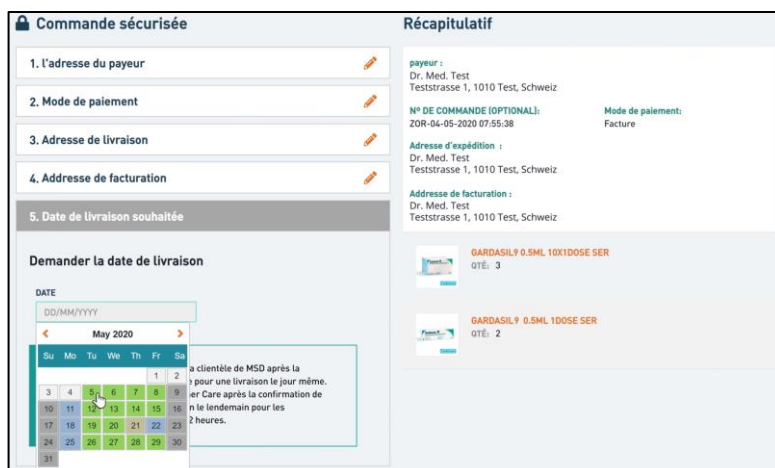 Commande sécurisée
1. l'adresse du payeur
2. Mode de paiement
3. Adresse de livraison
4. Addresse de facturation
5. Date de livraison souhaitée
Demander la date de livraison
DATE
DD/MM/YYYY
May 2020
Su Mo Tu We Th Fr Sa
1 2
3 4 5 6 7 8 9
10 11 12 13 14 15 16
17 18 19 20 21 22 23
24 25 26 27 28 29 30
31
a clientèle de MSD après la
pour une livraison le jour même.
er Care après la confirmation de
n le lendemain pour les
2 heures.
Récapitulatif
payeur :
Dr. Med. Test
Teststrasse 1, 1010 Test, Schweiz
Nº DE COMMANDE (OPTIONAL):
ZOR-04-05-2020 07:55:38
Mode de paiement:
Facture
Adresse d'expédition :
Dr. Med. Test
Teststrasse 1, 1010 Test, Schweiz
Addresse de facturation :
Dr. Med. Test
Teststrasse 1, 1010 Test, Schweiz
GARDASIL9 0.5ML 10X1DOSE SER
QTÉ: 3
GARDASIL9 0.5ML 1DOSE SER
QTÉ: 2